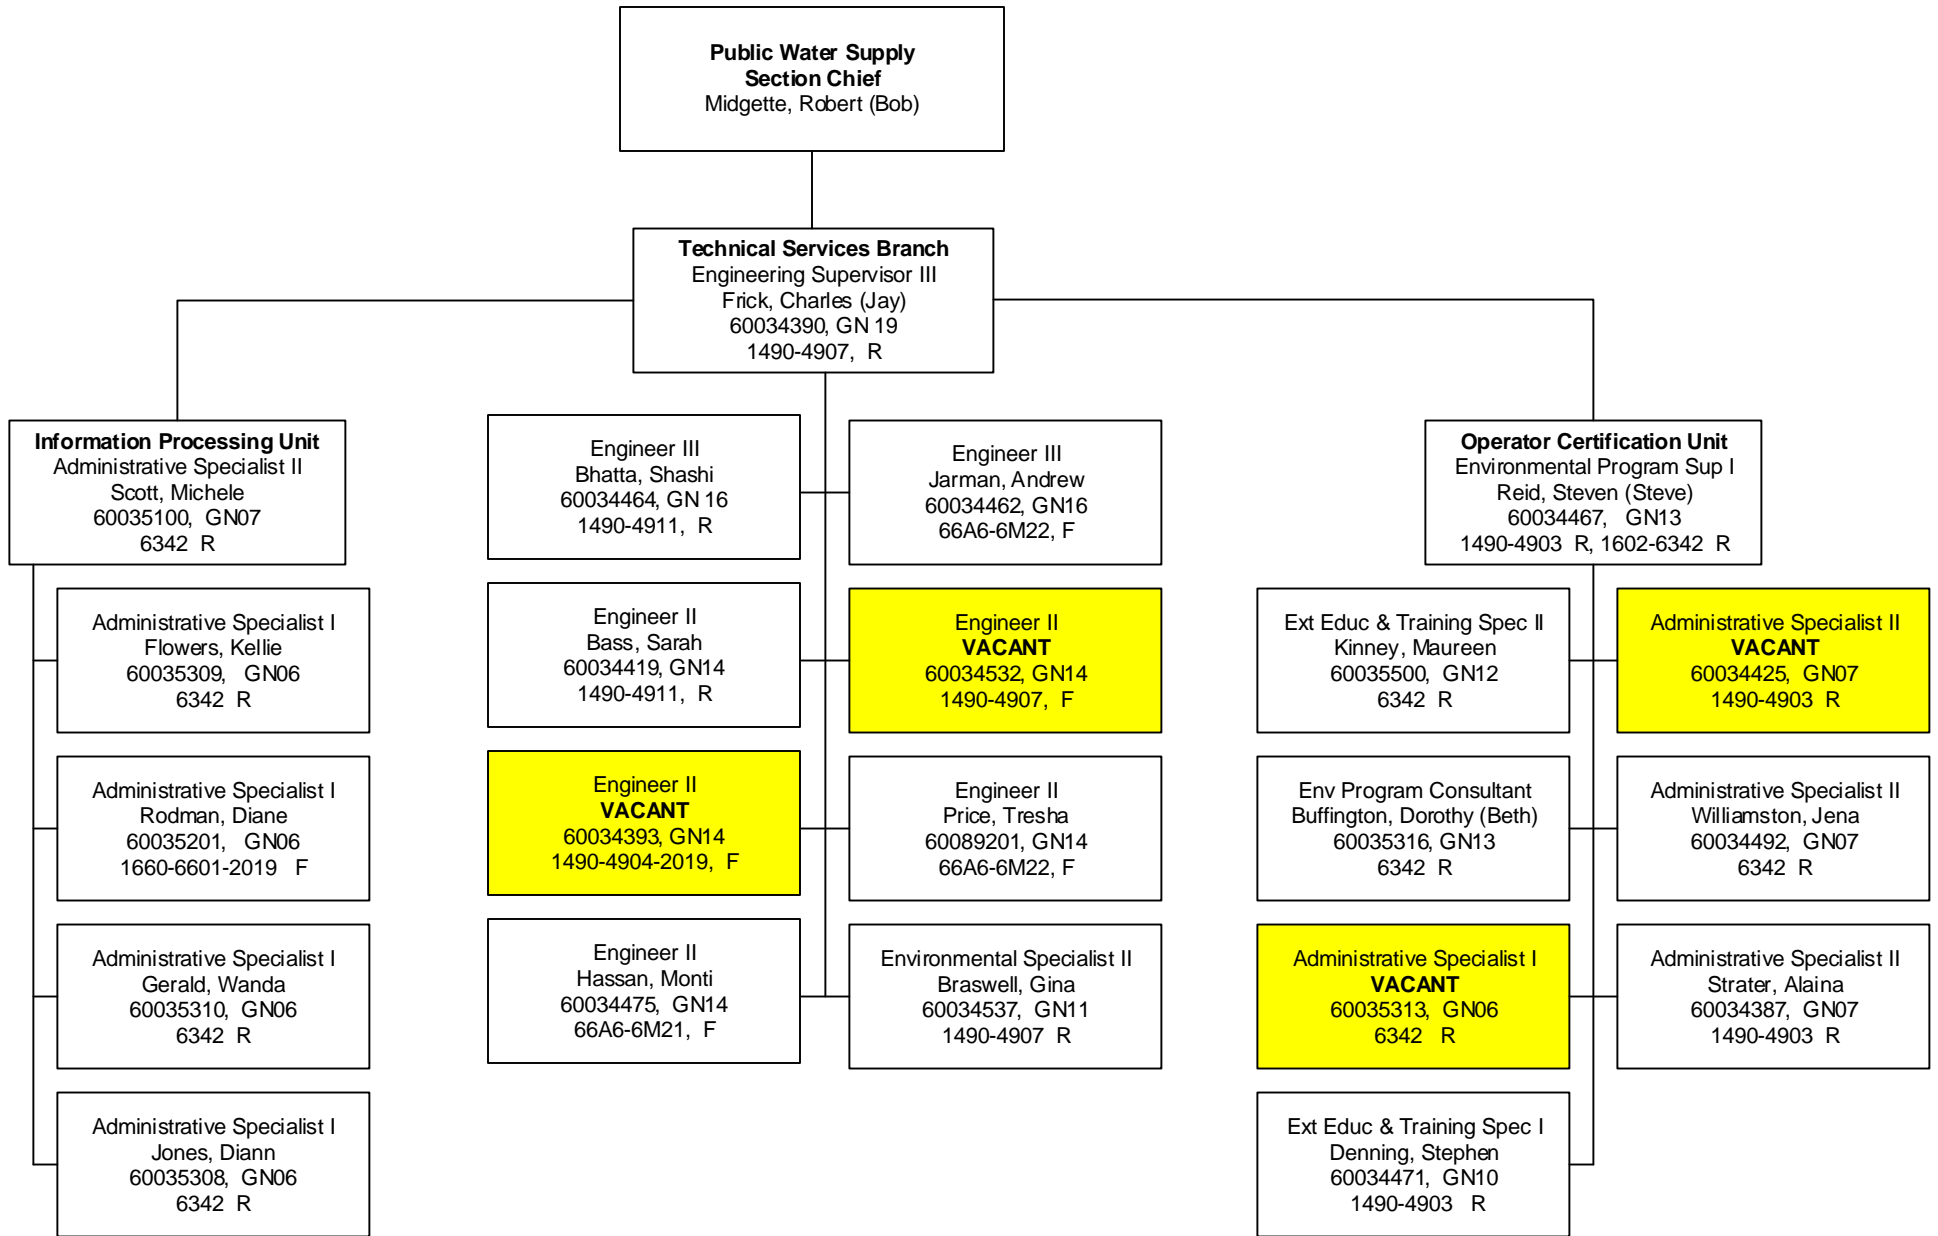 Public Water Supply
Section Chief
Midgette, Robert (Bob)
Technical Services Branch
Engineering Supervisor III
Frick, Charles (Jay)
60034390, GN 19
1490-4907, R
Information Processing Unit
Administrative Specialist II
Scott, Michele
60035100, GN07
6342 R
Administrative Specialist I
Flowers, Kellie
60035309, GN06
6342 R
Administrative Specialist I
Rodman, Diane
60035201, GN06
1660-6601-2019 F
Administrative Specialist I
Gerald, Wanda
60035310, GN06
6342 R
Administrative Specialist I
Jones, Diann
60035308, GN06
6342 R
Engineer III
Bhatta, Shashi
60034464, GN 16
1490-4911, R
Engineer III
Jarman, Andrew
60034462, GN16
66A6-6M22, F
Engineer II
Bass, Sarah
60034419, GN14
1490-4911, R
Engineer II
VACANT
60034532, GN14
1490-4907, F
Engineer II
VACANT
60034393, GN14
1490-4904-2019, F
Engineer II
Price, Tresha
60089201, GN14
66A6-6M22, F
Engineer II
Hassan, Monti
60034475, GN14
66A6-6M21, F
Environmental Specialist II
Braswell, Gina
60034537, GN11
1490-4907 R
Operator Certification Unit
Environmental Program Sup I
Reid, Steven (Steve)
60034467, GN13
1490-4903 R, 1602-6342 R
Ext Educ & Training Spec II
Kinney, Maureen
60035500, GN12
6342 R
Administrative Specialist II
VACANT
60034425, GN07
1490-4903 R
Env Program Consultant
Buffington, Dorothy (Beth)
60035316, GN13
6342 R
Administrative Specialist II
Williamston, Jena
60034492, GN07
6342 R
Administrative Specialist I
VACANT
60035313, GN06
6342 R
Administrative Specialist II
Strater, Alaina
60034387, GN07
1490-4903 R
Ext Educ & Training Spec I
Denning, Stephen
60034471, GN10
1490-4903 R